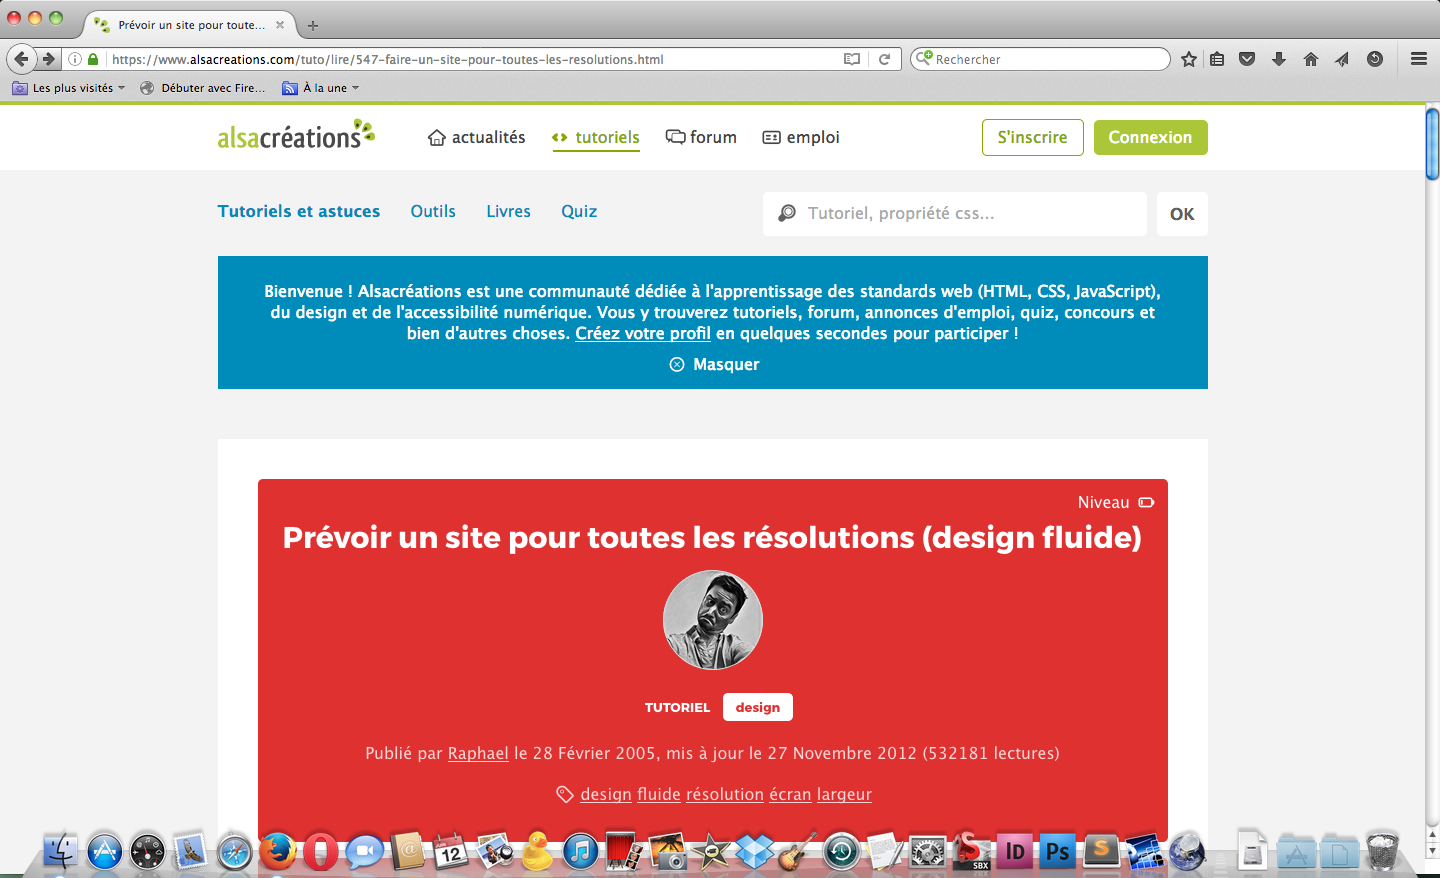 Prévoir un site pour toute...
https://www.alsacreations.com/tuto/lire/547-faire-un-site-pour-toutes-les-resolutions.html
Rechercher
Les plus visités
Débuter avec Fire...
À la une
alsacréations
actualités
tutoriels
forum
emploi
S'inscrire
Connexion
Tutoriels et astuces
Outils
Livres
Quiz
Tutoriel, propriété css...
OK
Bienvenue ! Alsacréations est une communauté dédiée à l'apprentissage des standards web (HTML, CSS, JavaScript),
du design et de l'accessibilité numérique. Vous y trouverez tutoriels, forum, annonces d'emploi, quiz, concours et
bien d'autres choses. Créez votre profil en quelques secondes pour participer !
Masquer
Niveau
Prévoir un site pour toutes les résolutions (design fluide)
TUTORIEL
design
Publié par Raphael le 28 Février 2005, mis à jour le 27 Novembre 2012 (532181 lectures)
design fluide résolution écran largeur
12
S
SBX
ID
Ps
S